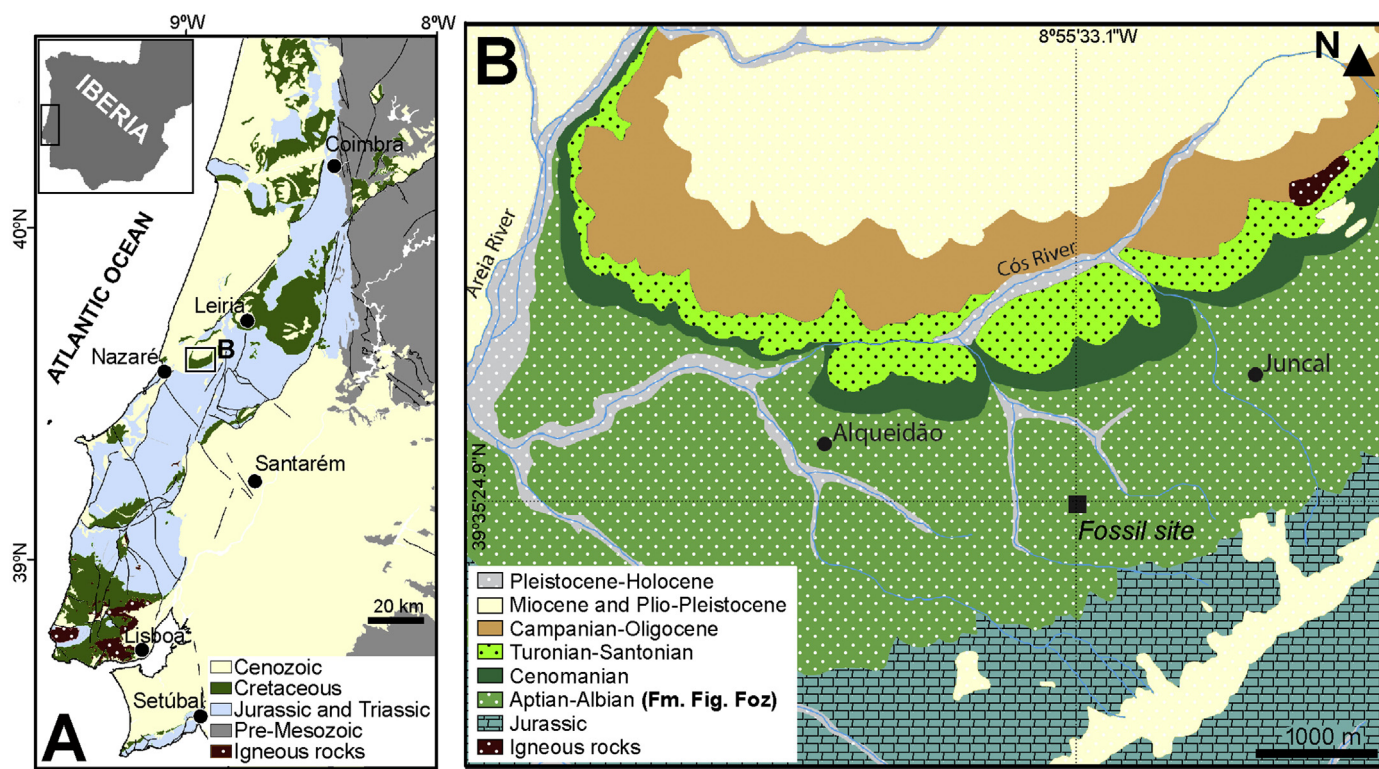 9ºW
8ºW
IBERIA
Coimbra
40ºN
ATLANTIC OCEAN
Leiria
B
Nazaré
Santarém
39ºN
20 km
Lisboa
Setúbal
Cenozoic
Cretaceous
Jurassic and Triassic
Pre-Mesozoic
Igneous rocks
A
B
8º55'33.1"W
N
Areia River
Cós River
Juncal
Alqueidão
39º35'24.9"N
Fossil site
Pleistocene-Holocene
Miocene and Plio-Pleistocene
Campanian-Oligocene
Turonian-Santonian
Cenomanian
Aptian-Albian (Fm. Fig. Foz)
Jurassic
Igneous rocks
1000 m